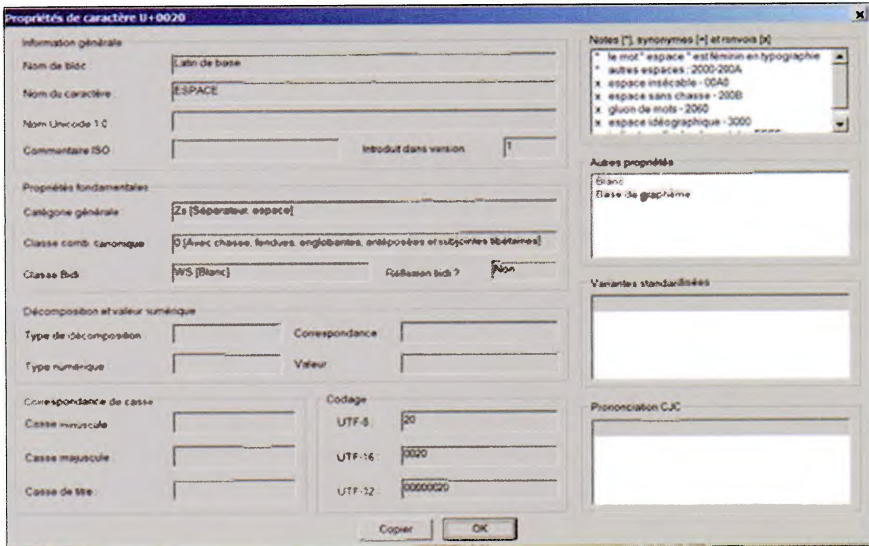 Propriétés de caractère U+0020
Information générale
Nom de bloc : Latin de base
Nom du caractère : ESPACE
Nom Unicode 1.0
Commentaire ISO
Introduit dans version 1
Propriétés fondamentales
Catégorie générale Zs [Séparateur, espace]
Classe comb. canonique 0 [Avec chasse, fendues, englobantes, antéposées et subjointes tibétaines]
Classe Bidi WS [Blanc]
Réflexion bidi ? Non
Décomposition et valeur numérique
Type de décomposition
Correspondance
Type numérique
Valeur
Correspondance de casse
Casse minuscule
Casse majuscule
Casse de titre :
Codage
UTF-8 : 20
UTF-16 : 0020
UTF-32 : 00000020
Notes [*], synonymes [=] et renvois [x]
* le mot " espace " est féminin en typographie
* autres espaces : 2000-200A
x espace insécable - 00A0
x espace sans chasse - 200B
x gluon de mots - 2060
x espace idéographique - 3000
Autres propriétés
Blanc
Base de graphème
Variantes standardisées
Prononciation CJC
Copier
OK